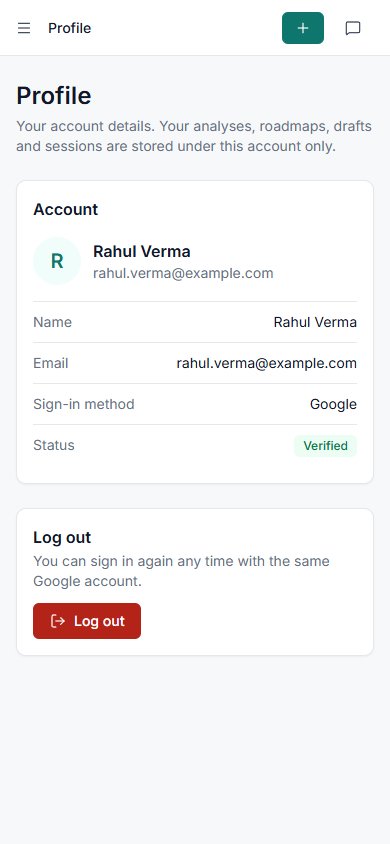 Profile
Profile
Your account details. Your analyses, roadmaps, drafts
and sessions are stored under this account only.
Account
R
Rahul Verma
rahul.verma@example.com
Name Rahul Verma
Email rahul.verma@example.com
Sign-in method Google
Status Verified
Log out
You can sign in again any time with the same
Google account.
Log out